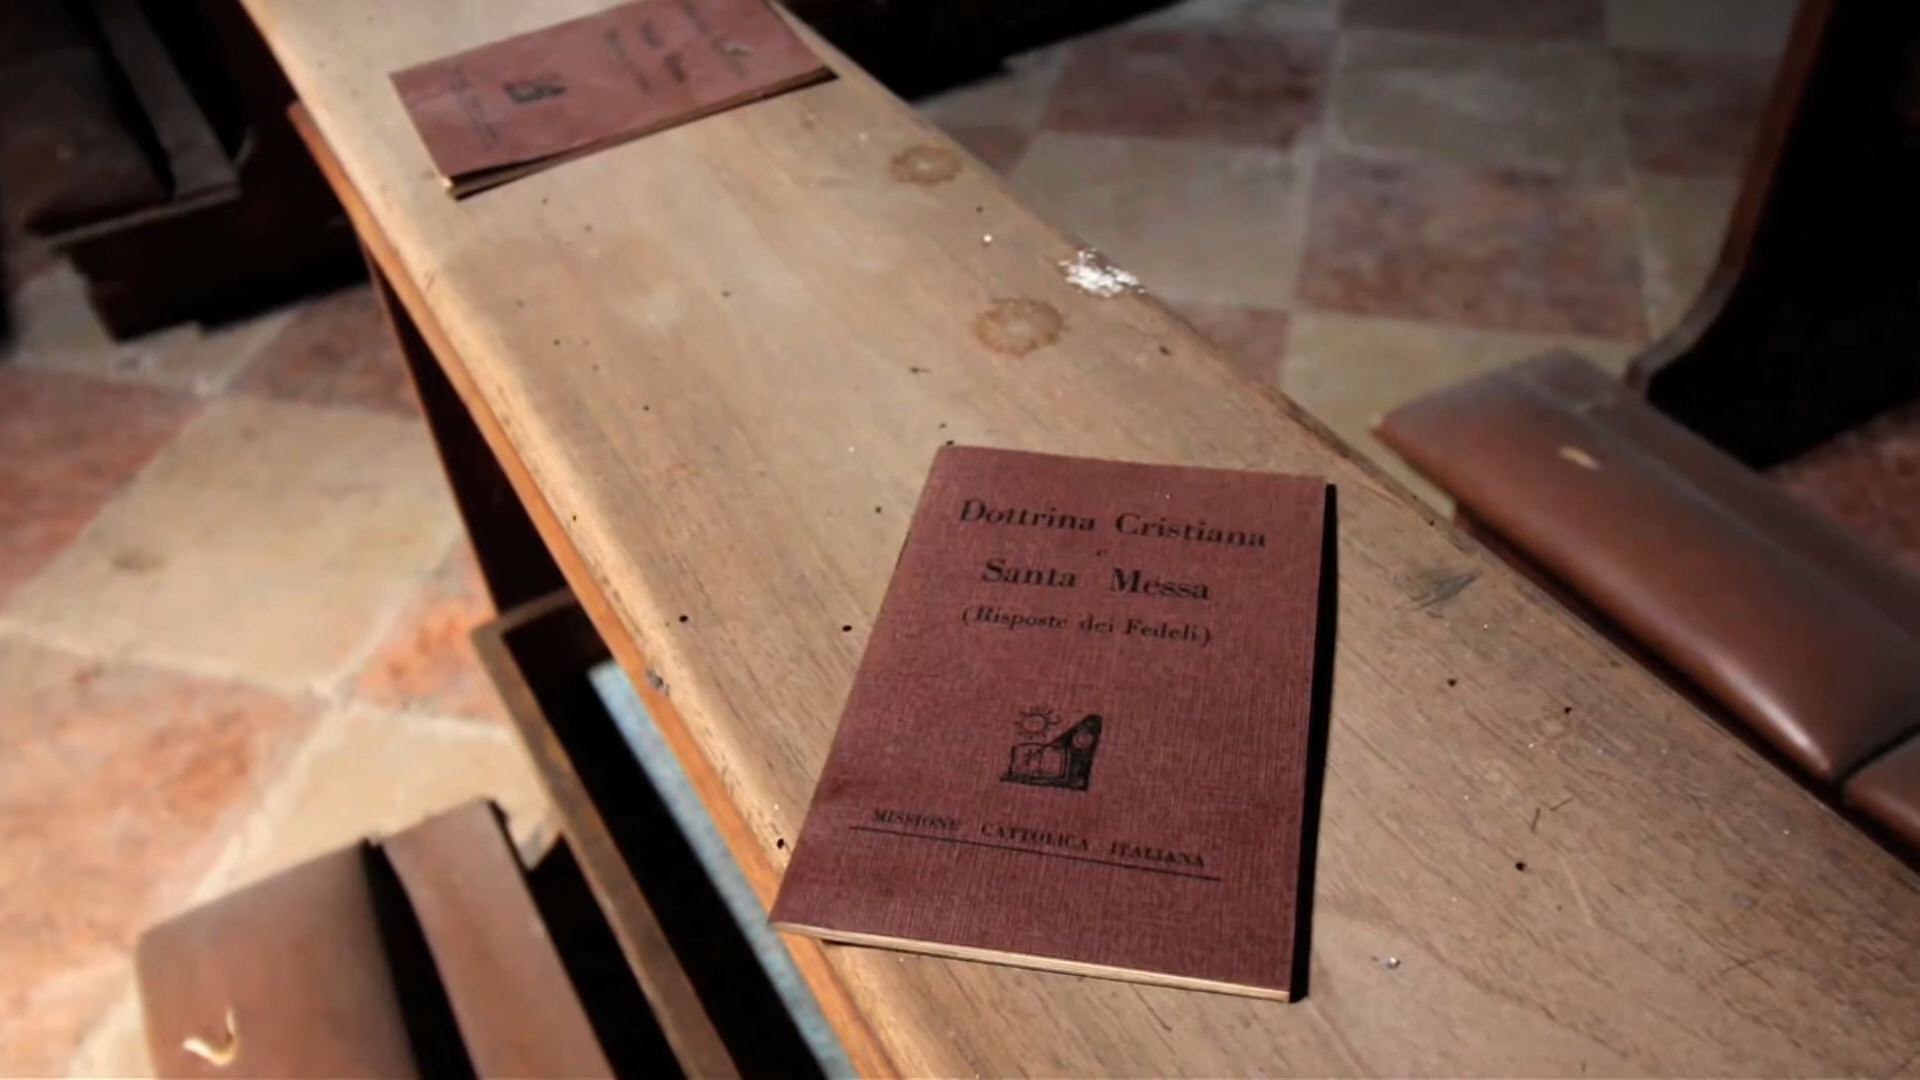 Dottrina Cristiana
Santa Messa
(Risposte dei Fedeli)
MISSIONE CATTOLICA ITALIANA